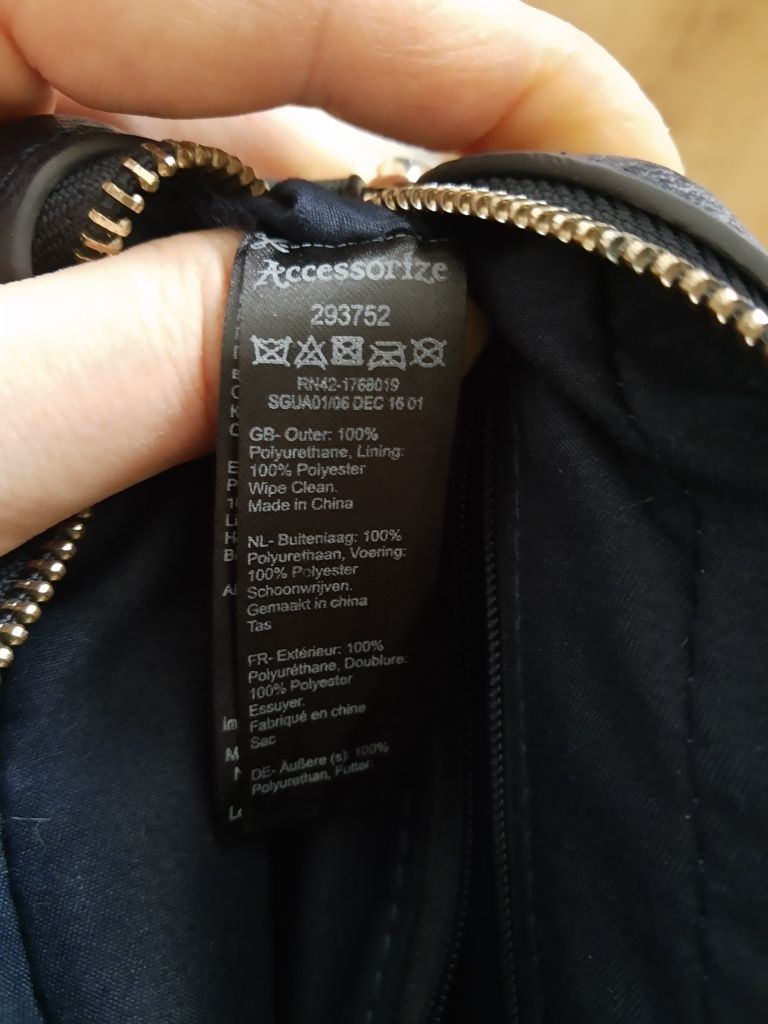 Accessorize
293752
RN42-1768019
SGUA01/06 DEC 16 01
GB- Outer: 100%
Polyurethane, Lining:
100% Polyester
Wipe Clean.
Made in China
NL- Buitenlaag: 100%
Polyurethaan, Voering:
100% Polyester
Schoonwrijven.
Gemaakt in china
Tas
FR- Extérieur: 100%
Polyuréthane, Doublure:
100% Polyester
Essuyer.
Fabriqué en chine
Sac
DE- Äußere (s) 100%
Polyurethan, Futter: